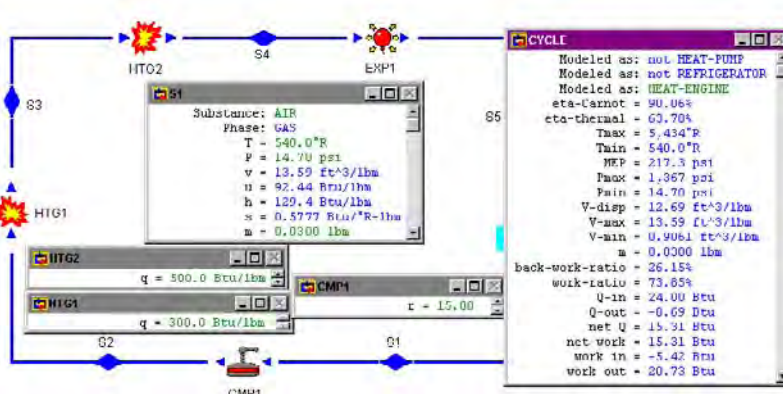 HTG2
S4
EXP1
S3
HTG1
S5
S1
Substance: AIR
Phase: GAS
T = 540.0°R
P = 14.70 psi
v = 13.59 ft^3/lbm
u = 92.44 Btu/lbm
h = 129.4 Btu/lbm
s = 0.5777 Btu/°R-lbm
m = 0.0300 lbm
HTG2
q = 500.0 Btu/lbm
HTG1
q = 300.0 Btu/lbm
CMP1
r = 15.00
S2
S1
CMP1
CYCLE
Modeled as: not HEAT-PUMP
Modeled as: not REFRIGERATOR
Modeled as: HEAT-ENGINE
eta-Carnot = 90.06%
eta-thermal = 63.70%
Tmax = 5,434°R
Tmin = 540.0°R
MEP = 217.3 psi
Pmax = 1,367 psi
Pmin = 14.70 psi
V-disp = 12.69 ft^3/lbm
V-max = 13.59 ft^3/lbm
V-min = 0.9061 ft^3/lbm
m = 0.0300 lbm
back-work-ratio = 26.15%
work-ratio = 73.85%
Q-in = 24.00 Btu
Q-out = -8.69 Btu
net Q = 15.31 Btu
net work = 15.31 Btu
work in = -5.42 Btu
work out = 20.73 Btu